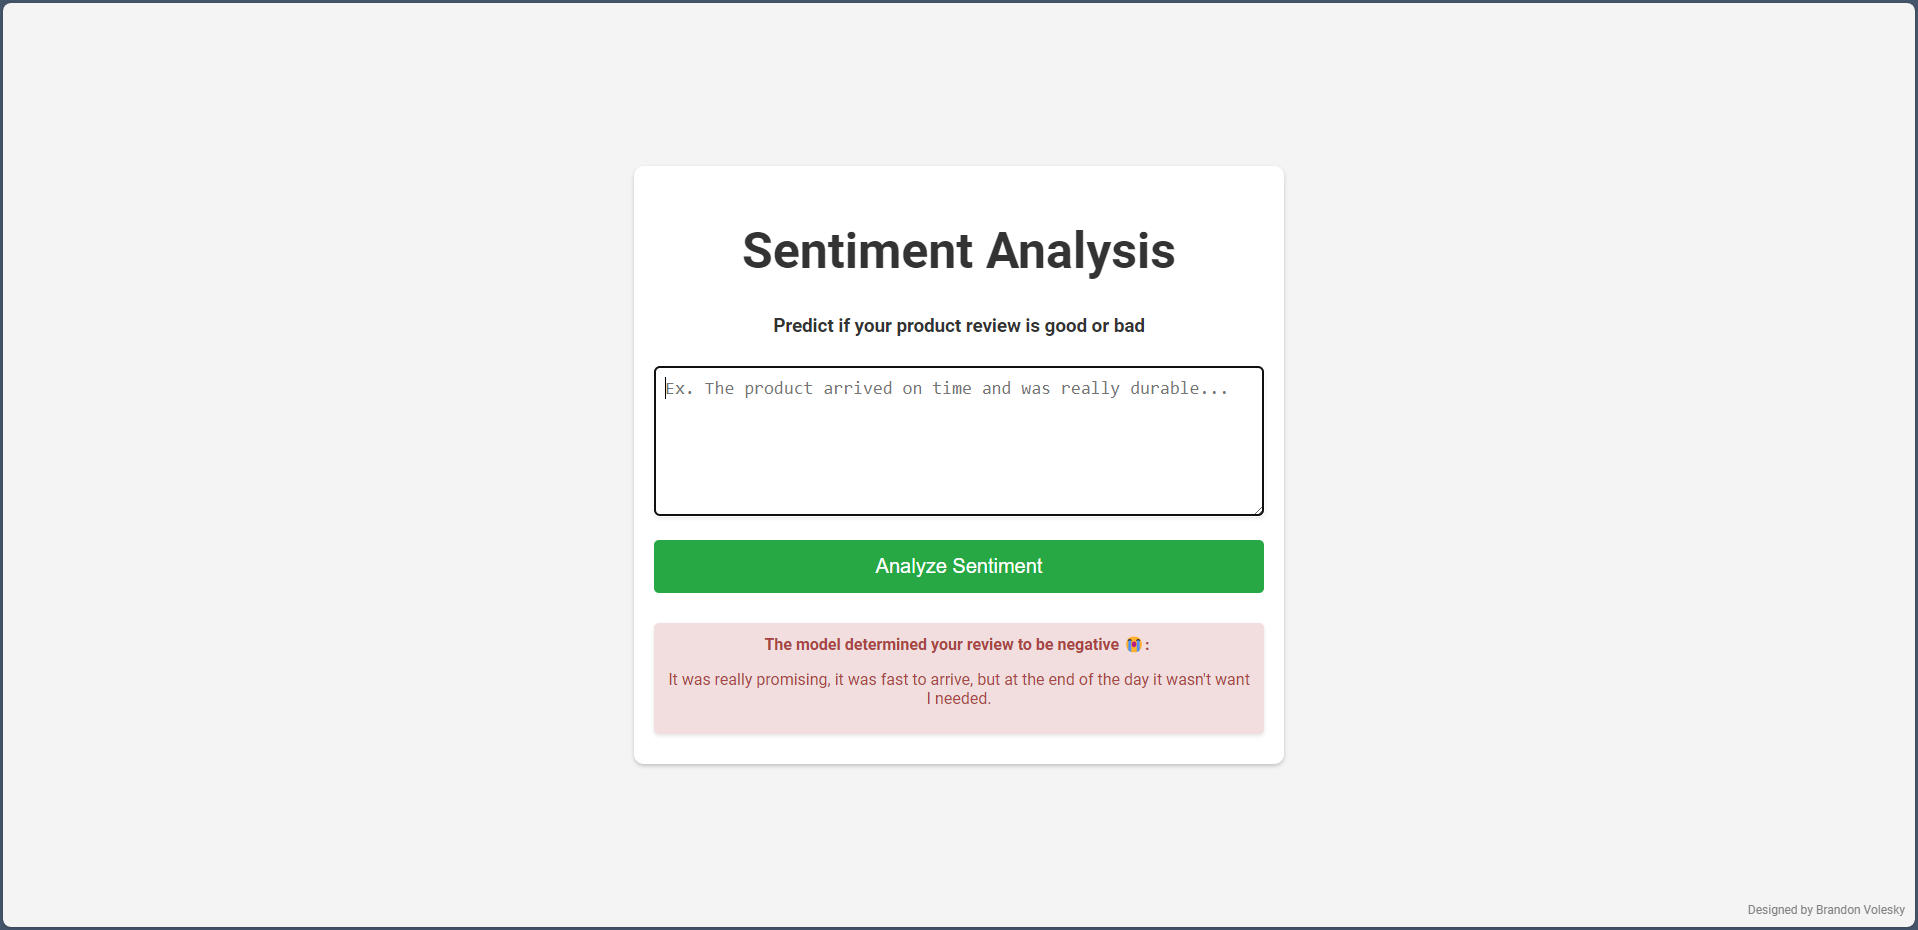 Sentiment Analysis
Predict if your product review is good or bad
Ex. The product arrived on time and was really durable...
Analyze Sentiment
The model determined your review to be negative 😭:
It was really promising, it was fast to arrive, but at the end of the day it wasn't want
I needed.
Designed by Brandon Volesky